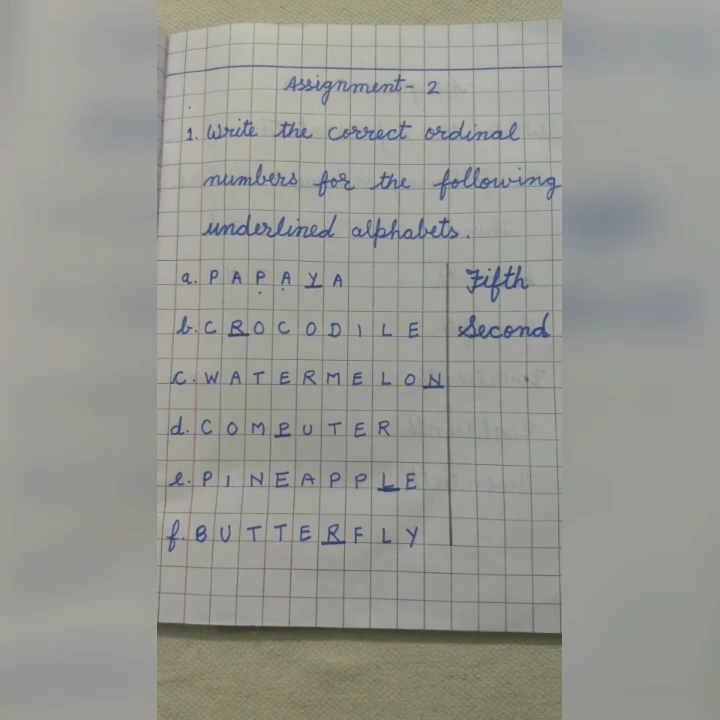 Assignment- 2
1. Write the correct ordinal
numbers for the following
underlined alphabets.
a. P A P A Y A Fifth
b. C R O C O D I L E Second
c. W A T E R M E L O N
d. C O M P U T E R
e. P I N E A P P L E
f. B U T T E R F L Y